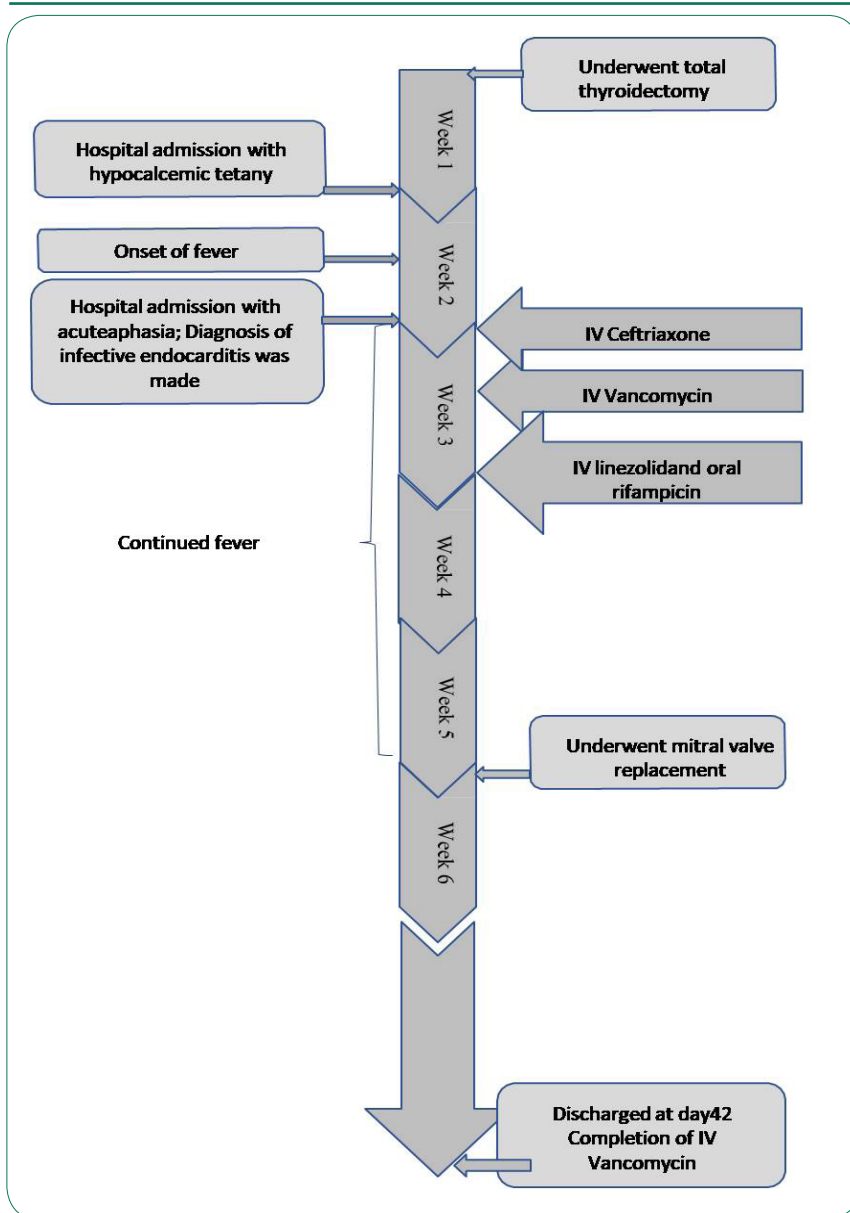 Underwent total
thyroidectomy
Week 1
Hospital admission with
hypocalcemic tetany
Week 2
Onset of fever
Hospital admission with
acuteaphasia; Diagnosis of
infective endocarditis was
made
IV Ceftriaxone
Week 3
IV Vancomycin
IV linezolidand oral
rifampicin
Continued fever
Week 4
Week 5
Underwent mitral valve
replacement
Week 6
Discharged at day42
Completion of IV
Vancomycin